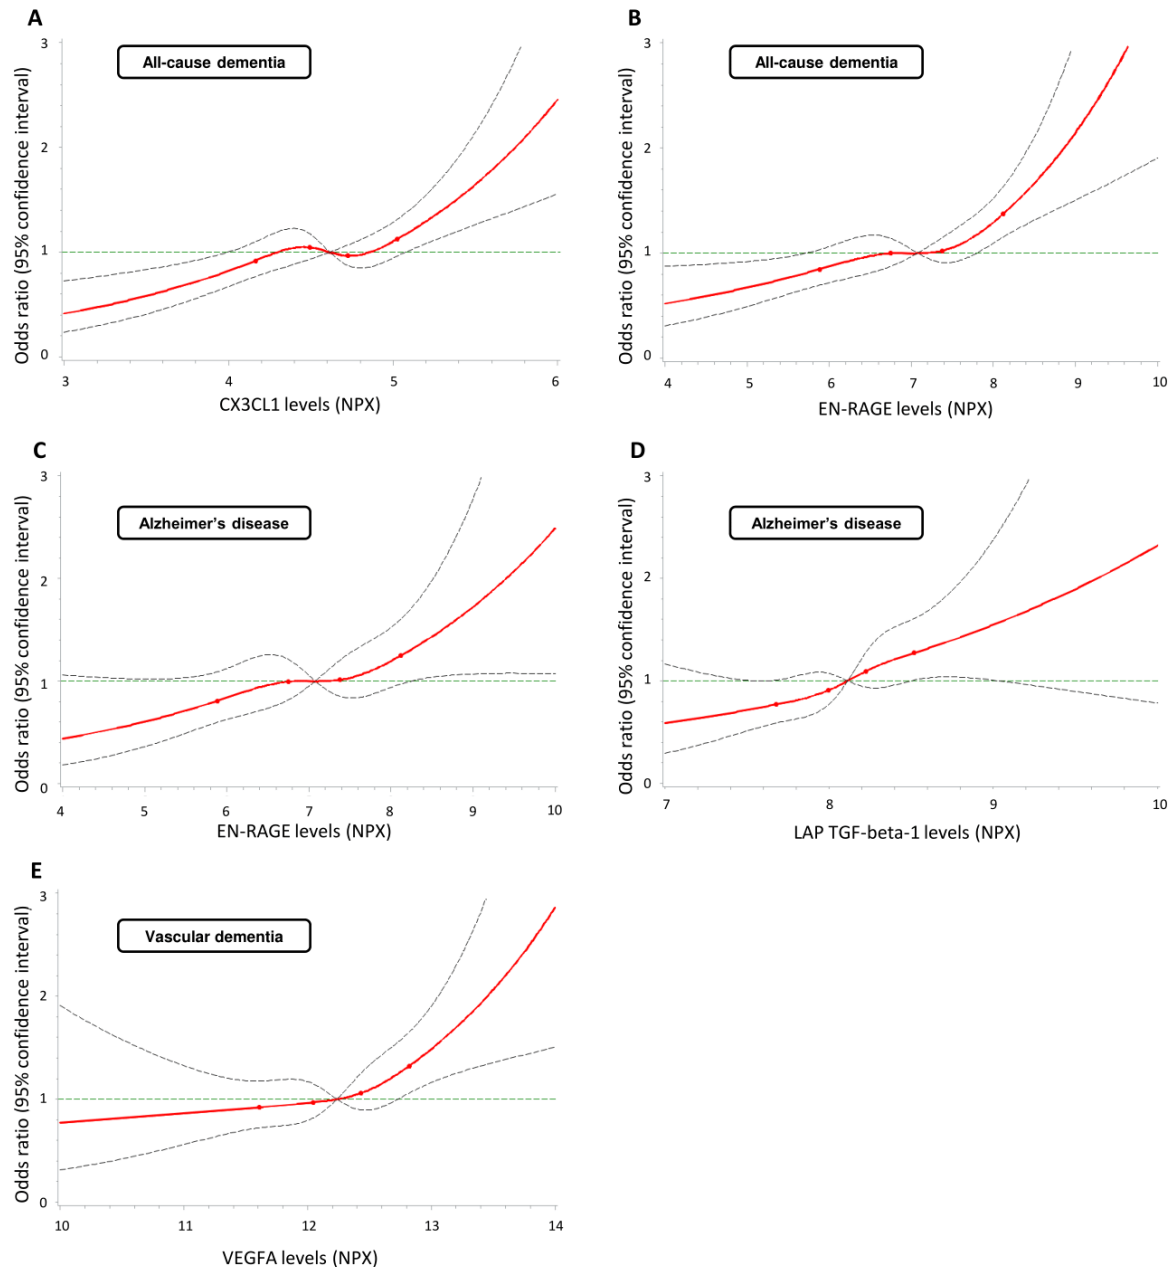 A
All-cause dementia
Odds ratio (95% confidence interval)
3
2
1
0
3 4 5 6
CX3CL1 levels (NPX)
B
All-cause dementia
Odds ratio (95% confidence interval)
3
2
1
0
4 5 6 7 8 9 10
EN-RAGE levels (NPX)
C
Alzheimer's disease
Odds ratio (95% confidence interval)
3
2
1
0
4 5 6 7 8 9 10
EN-RAGE levels (NPX)
D
Alzheimer's disease
Odds ratio (95% confidence interval)
3
2
1
0
7 8 9 10
LAP TGF-beta-1 levels (NPX)
E
Vascular dementia
Odds ratio (95% confidence interval)
3
2
1
0
10 11 12 13 14
VEGFA levels (NPX)